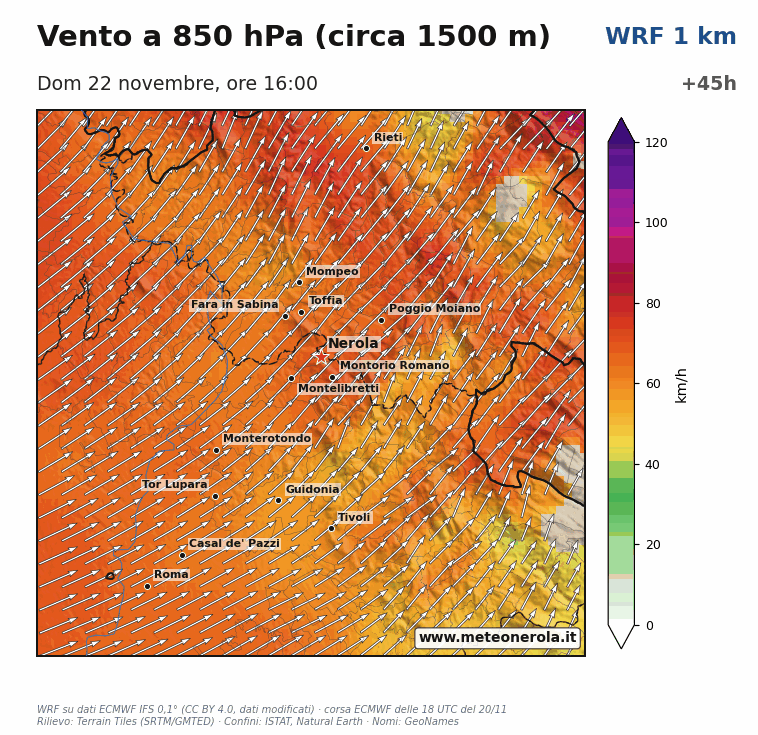 Vento a 850 hPa (circa 1500 m)
WRF 1 km
Dom 22 novembre, ore 16:00
+45h
Rieti
Mompeo
Fara in Sabina
Toffia
Poggio Moiano
Nerola
Montorio Romano
Montelibretti
Monterotondo
Tor Lupara
Guidonia
Tivoli
Casal de' Pazzi
Roma
www.meteonerola.it
120
100
80
60
40
20
0
km/h
WRF su dati ECMWF IFS 0,1° (CC BY 4.0, dati modificati) · corsa ECMWF delle 18 UTC del 20/11
Rilievo: Terrain Tiles (SRTM/GMTED) · Confini: ISTAT, Natural Earth · Nomi: GeoNames